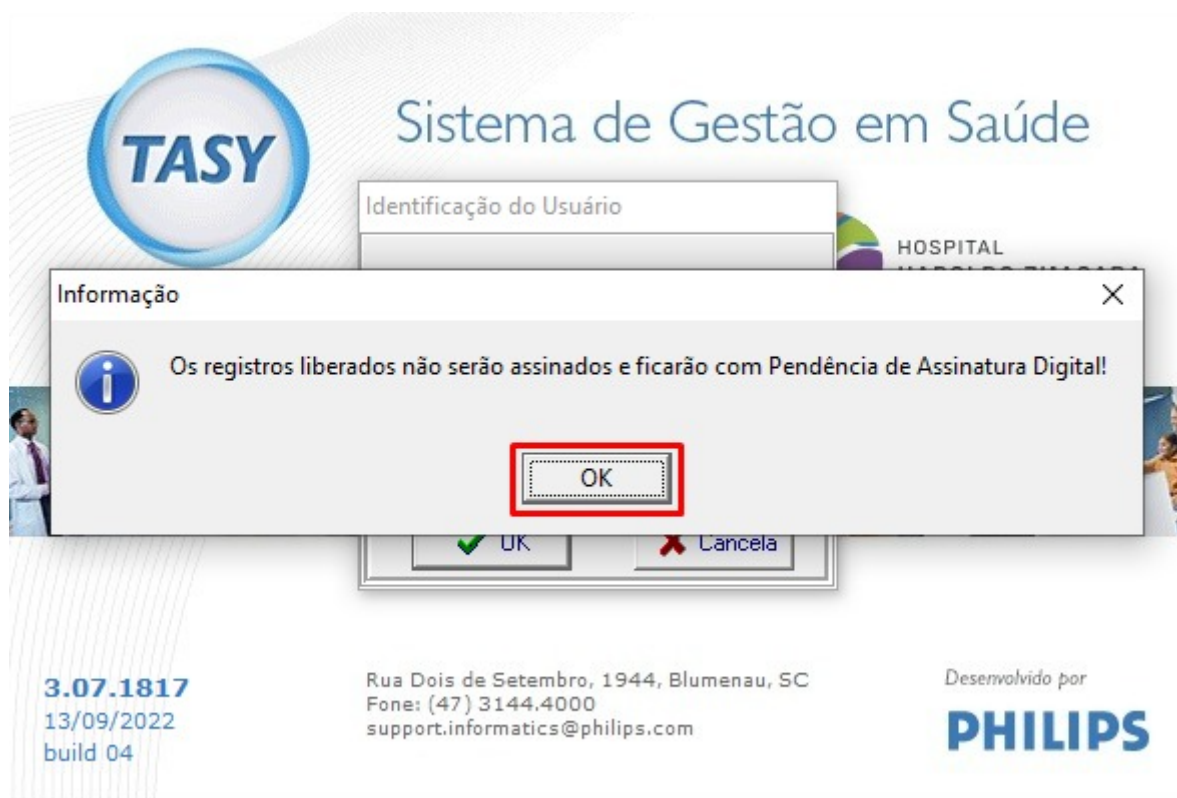 TASY
Sistema de Gestão em Saúde
Identificação do Usuário
HOSPITAL
Informação
Os registros liberados não serão assinados e ficarão com Pendência de Assinatura Digital!
OK
OK
Cancela
3.07.1817
13/09/2022
build 04
Rua Dois de Setembro, 1944, Blumenau, SC
Fone: (47) 3144.4000
support.informatics@philips.com
Desenvolvido por
PHILIPS